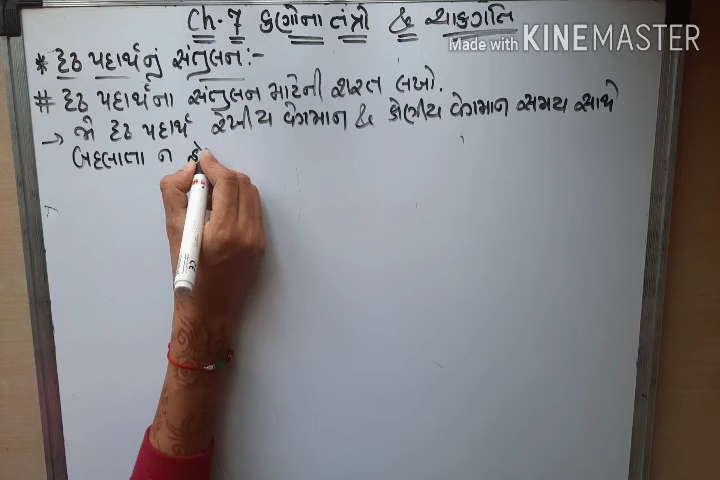 Ch. 7 કણોના તંત્રો & ચાકગતિ
Made with KINEMASTER
* દૃઢ પદાર્થનું સંતુલન :-
# દૃઢ પદાર્થના સંતુલન માટેની શરત લખો.
→ જો દૃઢ પદાર્થ રેખીય વેગમાન & કોણીય વેગમાન સમય સાથે
બદલાતા ન